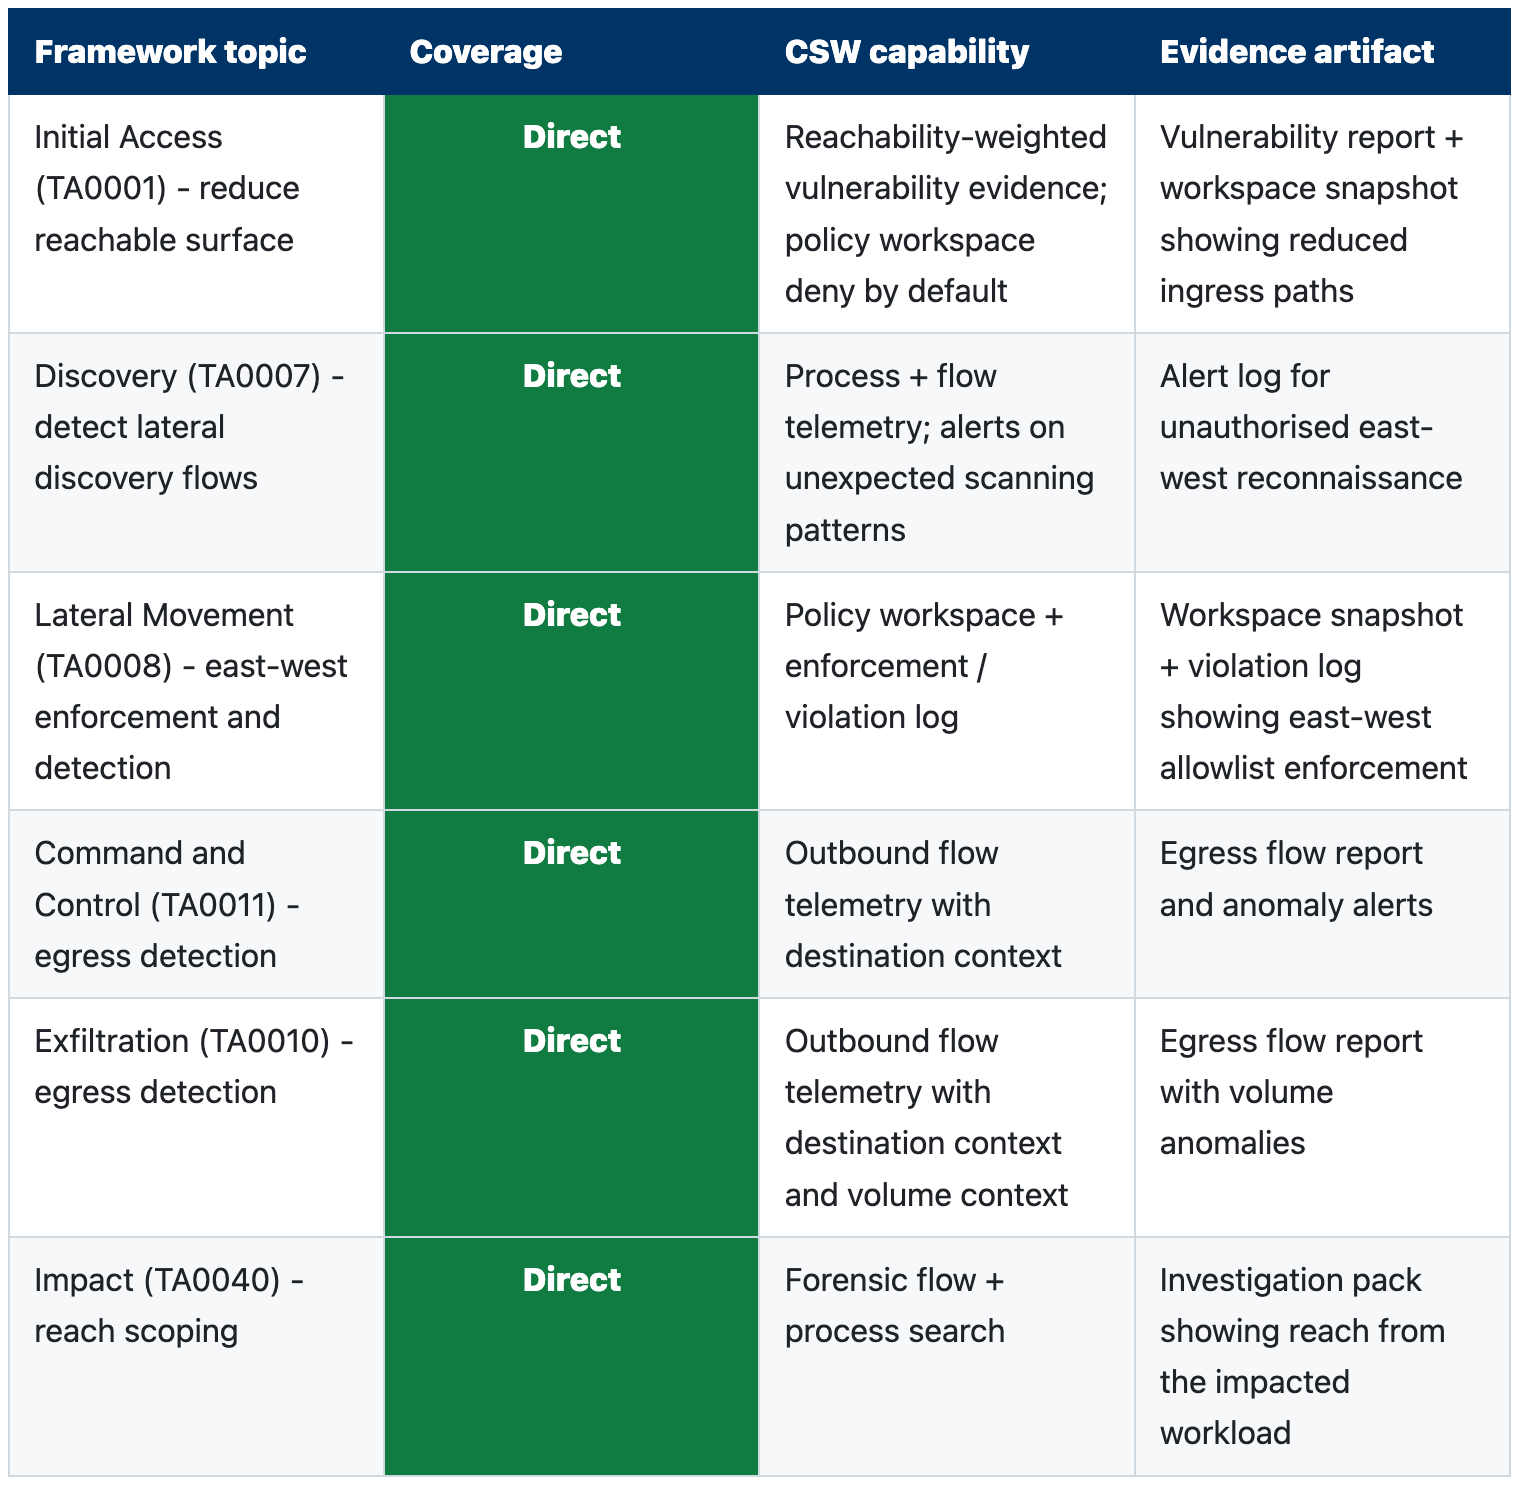 Framework topic
Coverage
CSW capability
Evidence artifact
Initial Access
(TA0001) - reduce
reachable surface
Direct
Reachability-weighted
vulnerability evidence;
policy workspace
deny by default
Vulnerability report +
workspace snapshot
showing reduced
ingress paths
Discovery (TA0007) -
detect lateral
discovery flows
Direct
Process + flow
telemetry; alerts on
unexpected scanning
patterns
Alert log for
unauthorised east-
west reconnaissance
Lateral Movement
(TA0008) - east-west
enforcement and
detection
Direct
Policy workspace +
enforcement /
violation log
Workspace snapshot
+ violation log
showing east-west
allowlist enforcement
Command and
Control (TA0011) -
egress detection
Direct
Outbound flow
telemetry with
destination context
Egress flow report
and anomaly alerts
Exfiltration (TA0010) -
egress detection
Direct
Outbound flow
telemetry with
destination context
and volume context
Egress flow report
with volume
anomalies
Impact (TA0040) -
reach scoping
Direct
Forensic flow +
process search
Investigation pack
showing reach from
the impacted
workload